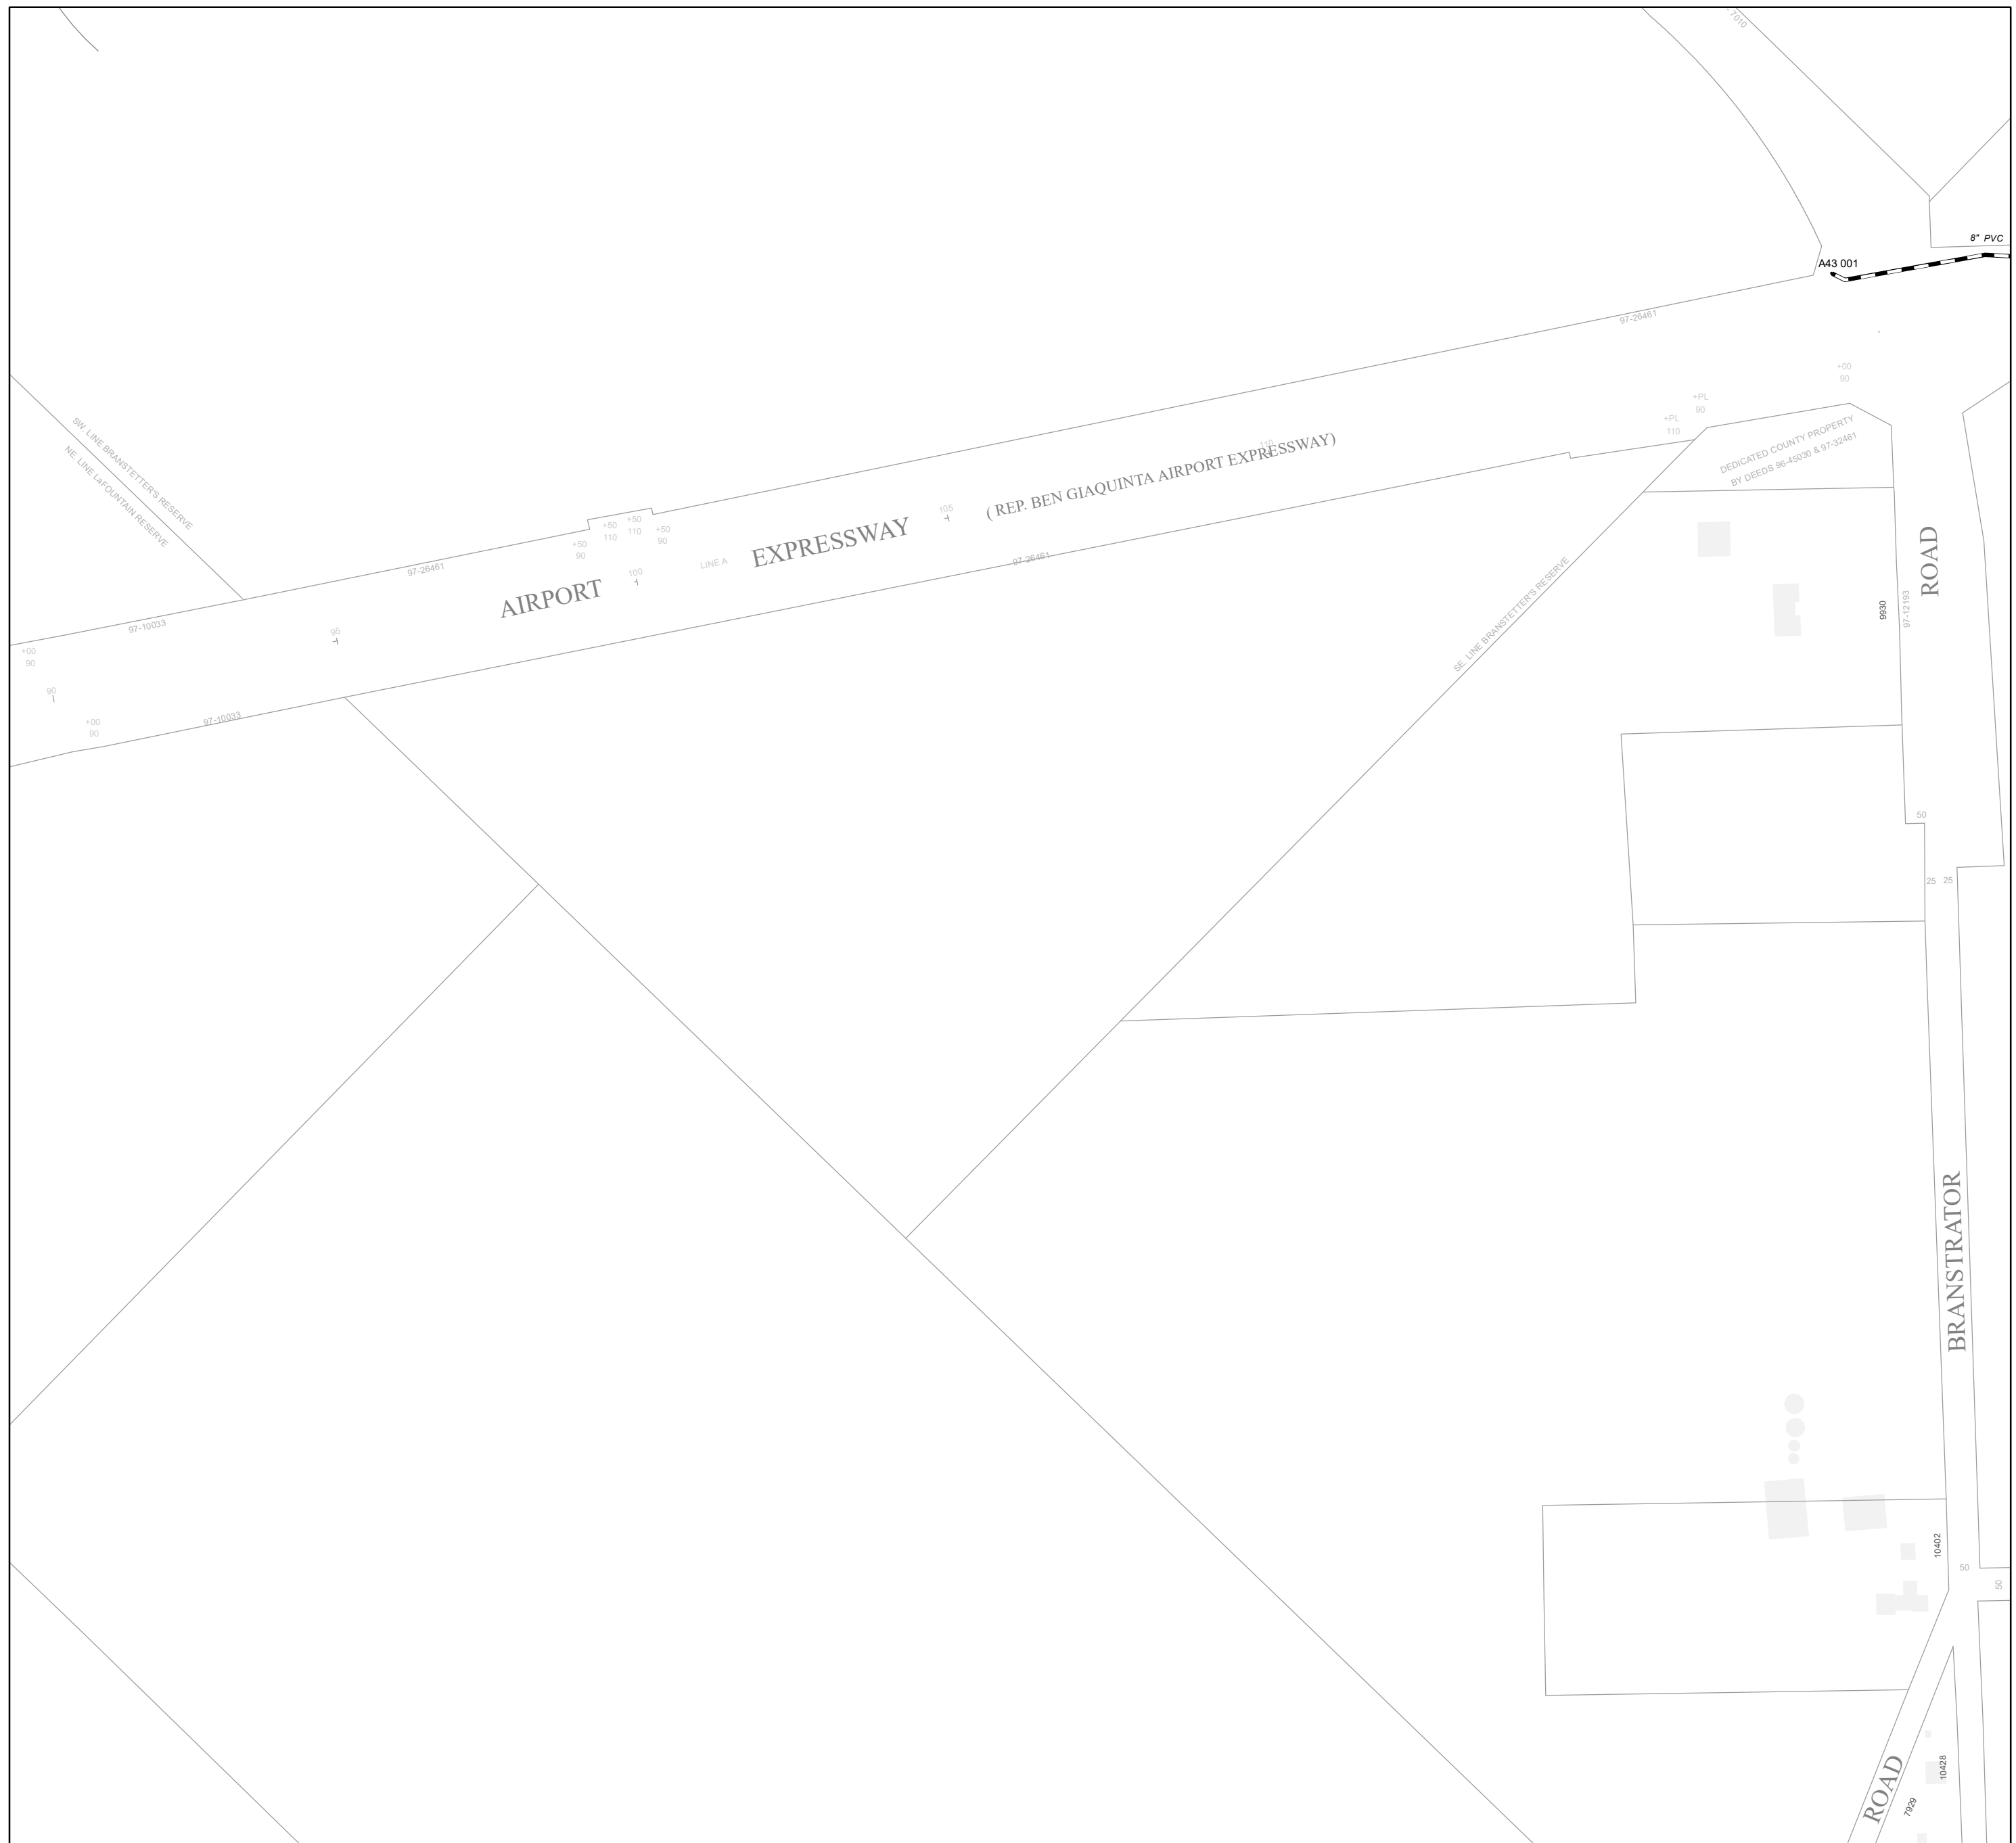 7010
8" PVC
A43 001
97-26461
+00
90
+PL
90
+PL
110
DEDICATED COUNTY PROPERTY
BY DEEDS 96-45030 & 97-32461
SW. LINE BRANSTETTER'S RESERVE
NE. LINE LaFOUNTAIN RESERVE
110
( REP. BEN GIAQUINTA AIRPORT EXPRESSWAY)
105
EXPRESSWAY
+50
90
+50
110
+50
110
+50
90
LINE A
97-26461
97-26461
100
AIRPORT
ROAD
SE. LINE BRANSTETTER'S RESERVE
9930
97-12193
97-10033
95
+00
90
90
+00
90
97-10033
50
25
25
BRANSTRATOR
10402
50
50
ROAD
10428
7929